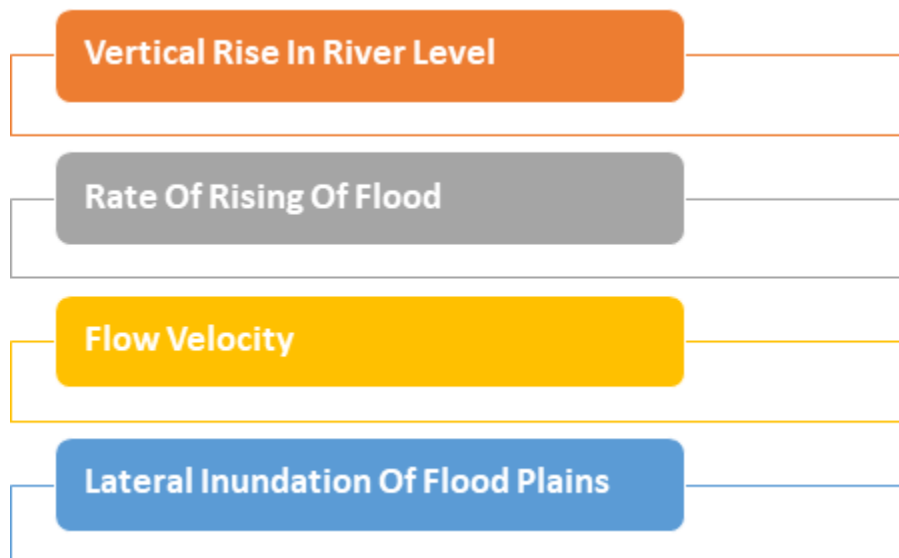 Vertical Rise In River Level
Rate Of Rising Of Flood
Flow Velocity
Lateral Inundation Of Flood Plains